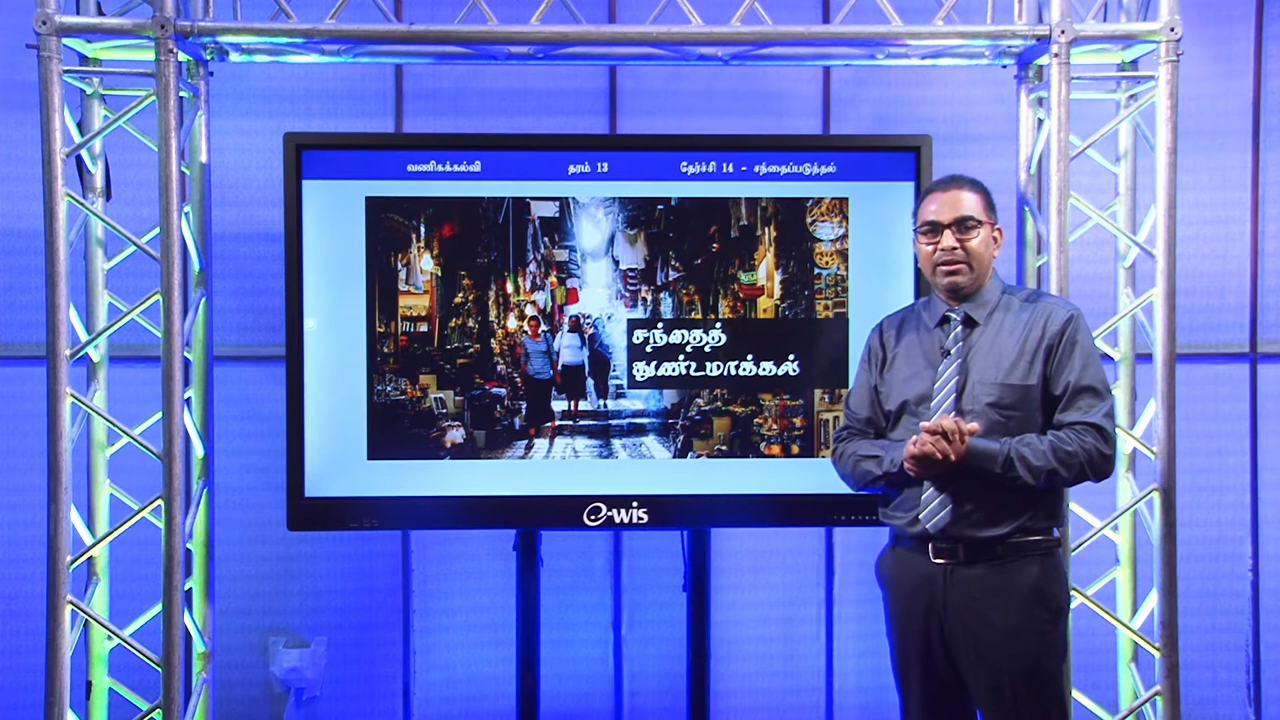 வணிகக்கல்வி தரம் 13 தேர்ச்சி 14 - சந்தைப்படுத்தல்
சந்தைத்
துண்டமாக்கல்
e-wis